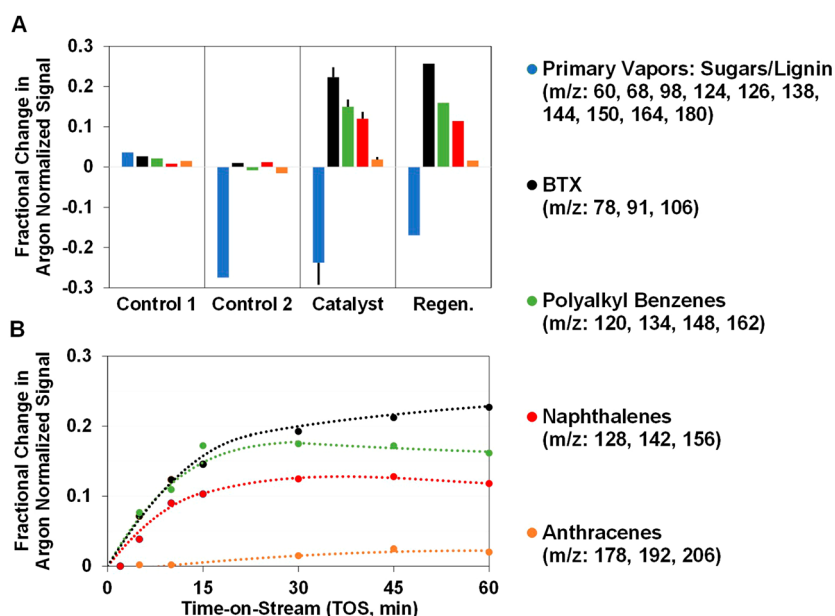 A
Fractional Change in
Argon Normalized Signal
0.3
0.2
0.1
0
-0.1
-0.2
-0.3
Control 1 Control 2 Catalyst Regen.
B
Fractional Change in
Argon Normalized Signal
0.3
0.2
0.1
0
0 15 30 45 60
Time-on-Stream (TOS, min)
Primary Vapors: Sugars/Lignin
(m/z: 60, 68, 98, 124, 126, 138,
144, 150, 164, 180)
BTX
(m/z: 78, 91, 106)
Polyalkyl Benzenes
(m/z: 120, 134, 148, 162)
Naphthalenes
(m/z: 128, 142, 156)
Anthracenes
(m/z: 178, 192, 206)